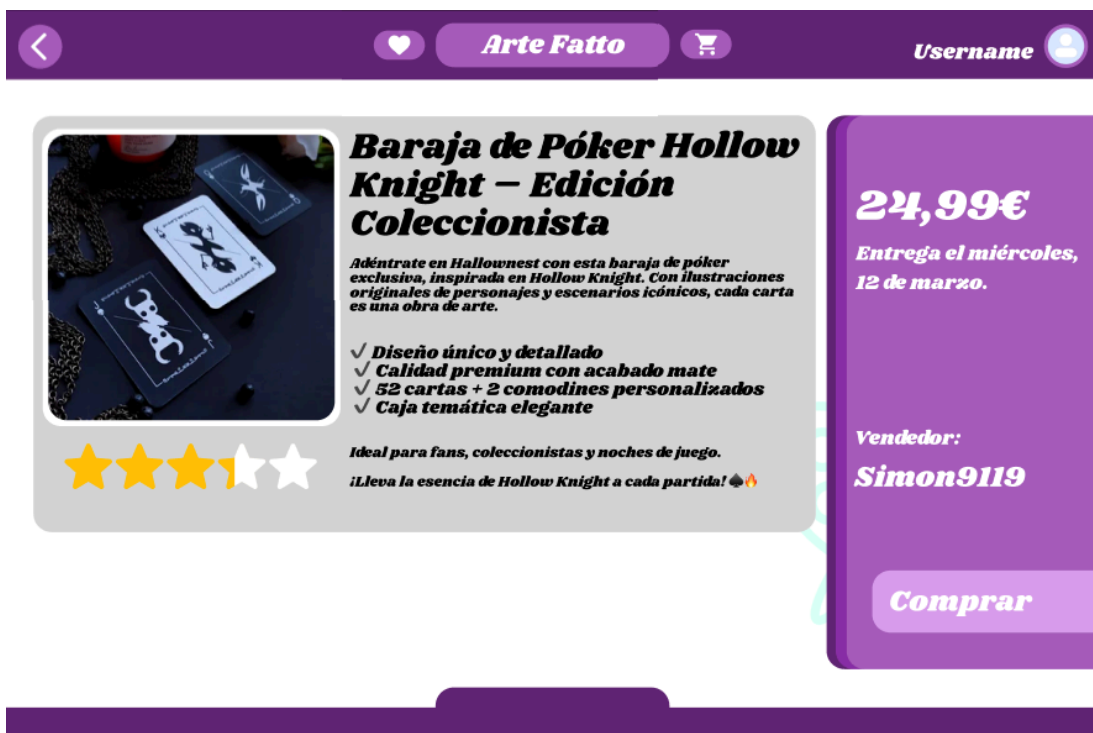 Arte Fatto
Username
Baraja de Póker Hollow
Knight – Edición
Coleccionista
Adéntrate en Hallownest con esta baraja de póker
exclusiva, inspirada en Hollow Knight. Con ilustraciones
originales de personajes y escenarios icónicos, cada carta
es una obra de arte.
✓ Diseño único y detallado
✓ Calidad premium con acabado mate
✓ 52 cartas + 2 comodines personalizados
✓ Caja temática elegante
Ideal para fans, coleccionistas y noches de juego.
¡Lleva la esencia de Hollow Knight a cada partida! ♠️🔥
24,99€
Entrega el miércoles,
12 de marzo.
Vendedor:
Simon9119
Comprar